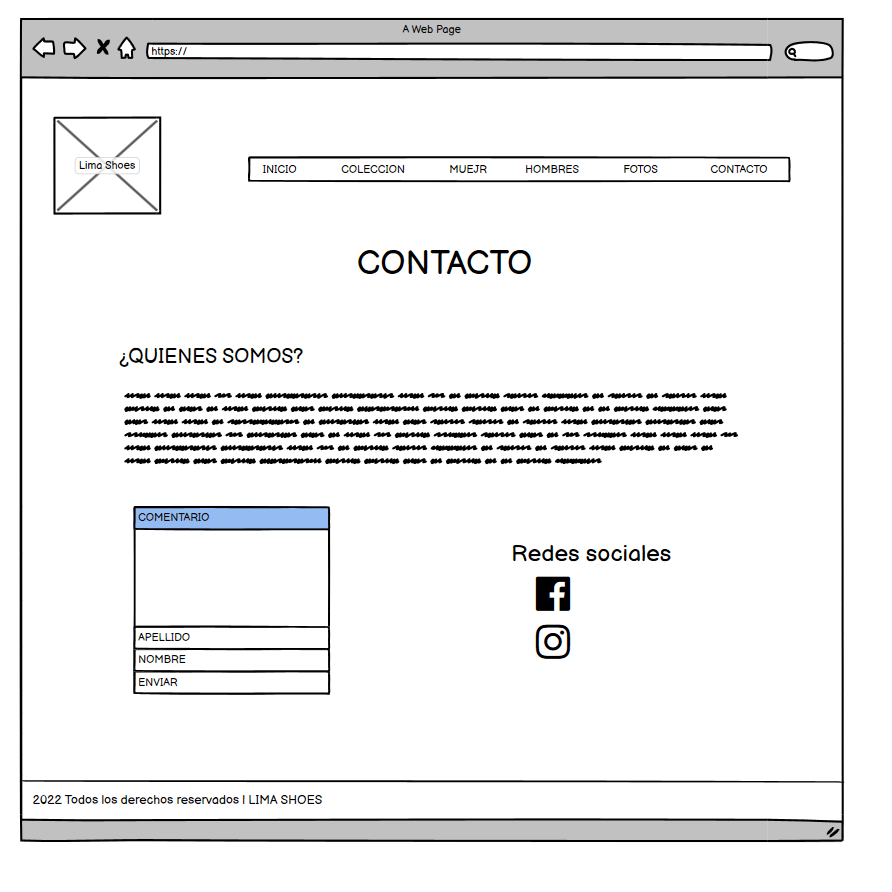 A Web Page
https://
Lima Shoes
INICIO COLECCION MUEJR HOMBRES FOTOS CONTACTO
CONTACTO
¿QUIENES SOMOS?
COMENTARIO
Redes sociales
APELLIDO
NOMBRE
ENVIAR
2022 Todos los derechos reservados | LIMA SHOES